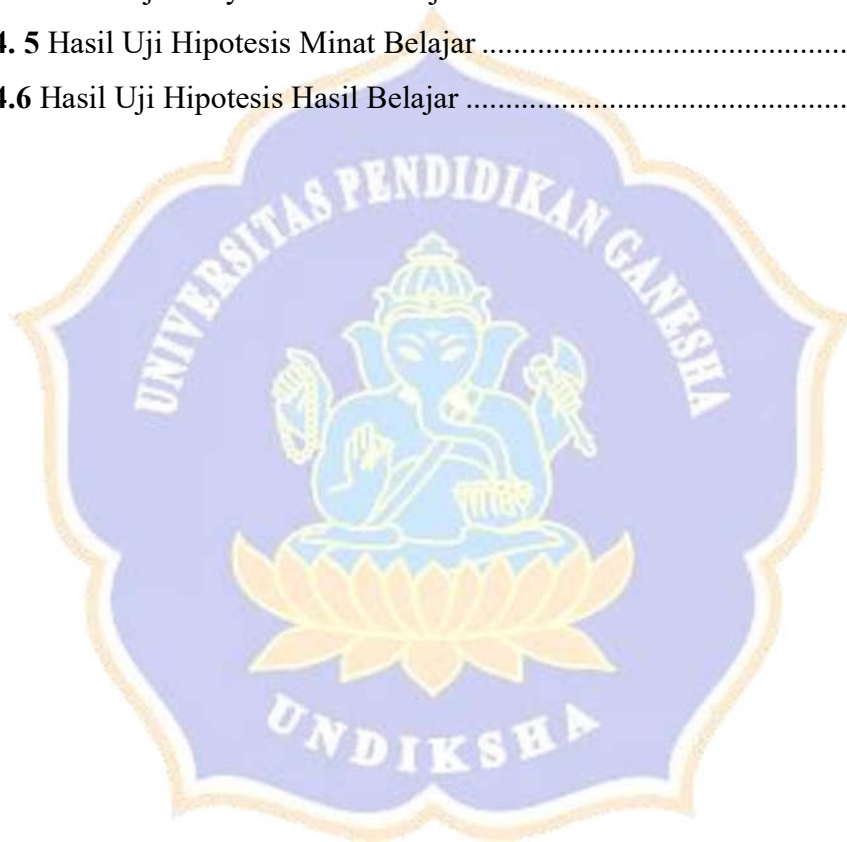 4. 5 Hasil Uji Hipotesis Minat Belajar ................................................
4.6 Hasil Uji Hipotesis Hasil Belajar ..................................................
UNIVERSITAS PENDIDIKAN GANESHA
UNDIKSHA